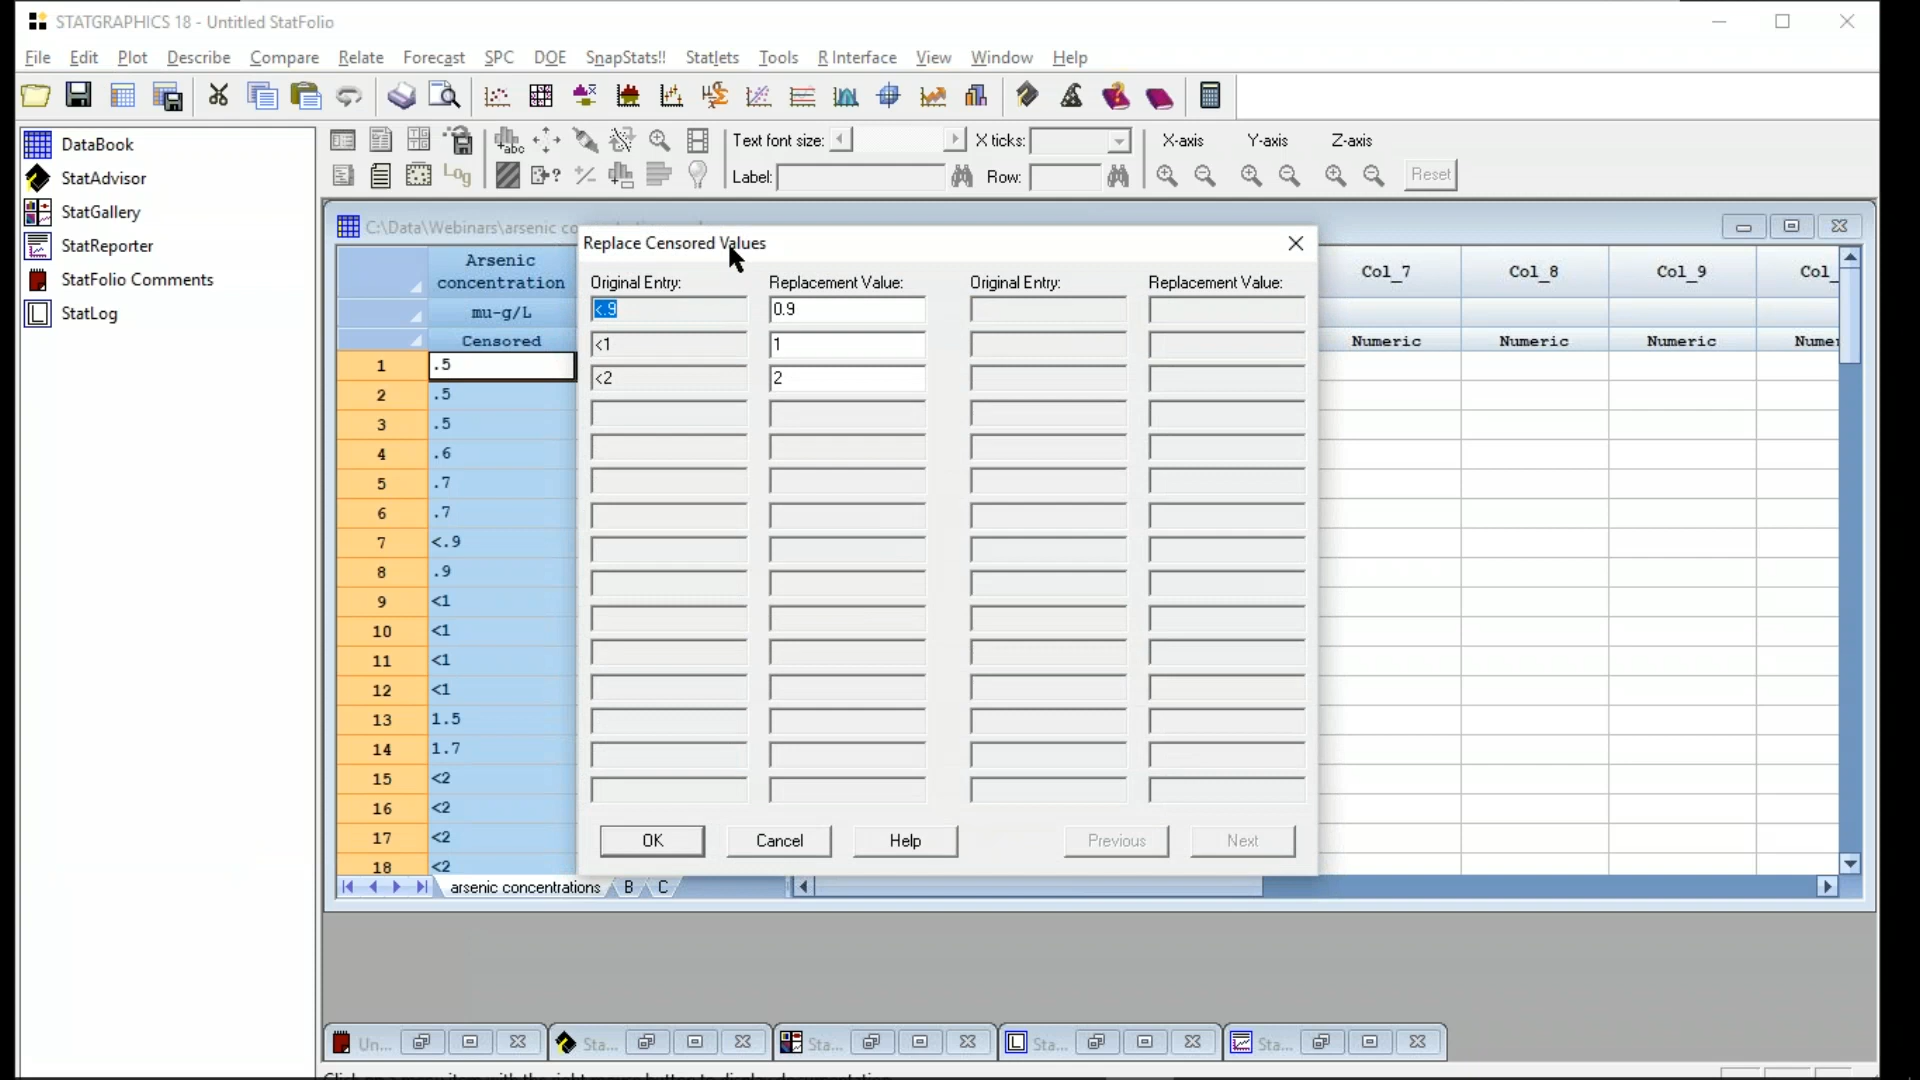 STATGRAPHICS 18 - Untitled StatFolio
File Edit Plot Describe Compare Relate Forecast SPC DOE SnapStats!! Statlets Tools R Interface View Window Help
DataBook
StatAdvisor
StatGallery
StatReporter
StatFolio Comments
StatLog
Text font size: X ticks: X-axis Y-axis Z-axis
Log Label: Row: Reset
C:\Data\Webinars\arsenic
Replace Censored Values
Original Entry: Replacement Value: Original Entry: Replacement Value:
<.9 0.9
<1 1
<2 2
OK Cancel Help Previous Next
Arsenic concentration Col_7 Col_8 Col_9 Col_
mu-g/L
Censored Numeric Numeric Numeric Nume
1 .5
2 .5
3 .5
4 .6
5 .7
6 .7
7 <.9
8 .9
9 <1
10 <1
11 <1
12 <1
13 1.5
14 1.7
15 <2
16 <2
17 <2
18 <2
arsenic concentrations B C
Un... Sta... Sta... Sta... Sta...